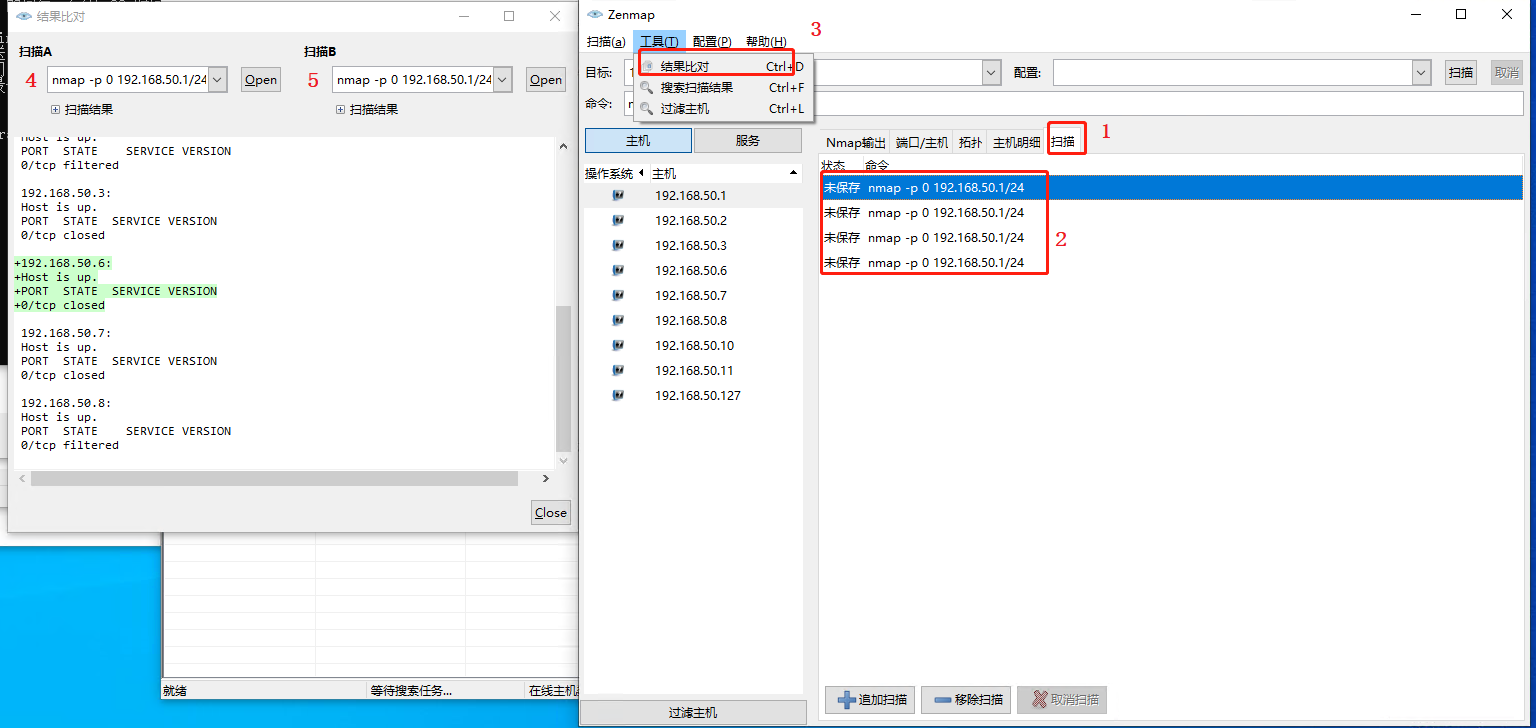 结果比对
扫描A
扫描B
4
nmap -p 0 192.168.50.1/24
Open
5
nmap -p 0 192.168.50.1/24
Open
扫描结果
扫描结果
Host is up.
PORT  STATE    SERVICE VERSION
0/tcp filtered
192.168.50.3:
Host is up.
PORT  STATE   SERVICE VERSION
0/tcp closed
+192.168.50.6:
+Host is up.
+PORT  STATE  SERVICE VERSION
+0/tcp closed
192.168.50.7:
Host is up.
PORT  STATE  SERVICE VERSION
0/tcp closed
192.168.50.8:
Host is up.
PORT  STATE    SERVICE VERSION
0/tcp filtered
Close
就绪
等待搜索任务...
在线主机
Zenmap
扫描(a) 工具(T) 配置(P) 帮助(H)
3
结果比对 Ctrl+D
搜索扫描结果 Ctrl+F
过滤主机 Ctrl+L
目标:
配置:
扫描
取消
命令:
主机
服务
操作系统
主机
192.168.50.1
192.168.50.2
192.168.50.3
192.168.50.6
192.168.50.7
192.168.50.8
192.168.50.10
192.168.50.11
192.168.50.127
过滤主机
Nmap输出 端口/主机 拓扑 主机明细 扫描
1
状态 命令
未保存 nmap -p 0 192.168.50.1/24
未保存 nmap -p 0 192.168.50.1/24
未保存 nmap -p 0 192.168.50.1/24
未保存 nmap -p 0 192.168.50.1/24
2
追加扫描
移除扫描
取消扫描